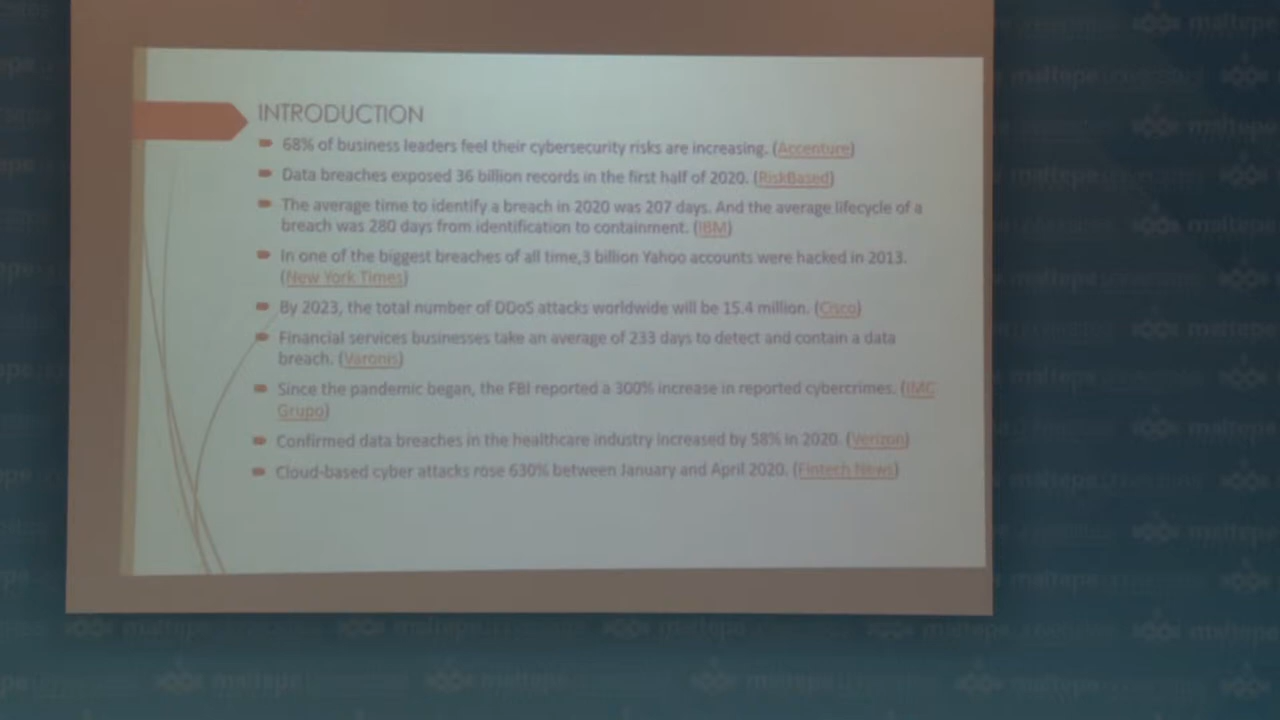 INTRODUCTION
68% of business leaders feel their cybersecurity risks are increasing. (Accenture)
Data breaches exposed 36 billion records in the first half of 2020. (RiskBased)
The average time to identify a breach in 2020 was 207 days. And the average lifecycle of a
breach was 280 days from identification to containment. (IBM)
In one of the biggest breaches of all time,3 billion Yahoo accounts were hacked in 2013.
(New York Times)
By 2023, the total number of DDoS attacks worldwide will be 15.4 million. (Cisco)
Financial services businesses take an average of 233 days to detect and contain a data
breach. (Varonis)
Since the pandemic began, the FBI reported a 300% increase in reported cybercrimes. (IMC
Grupo)
Confirmed data breaches in the healthcare industry increased by 58% in 2020. (Verizon)
Cloud-based cyber attacks rose 630% between January and April 2020. (Fintech News)
maltepe